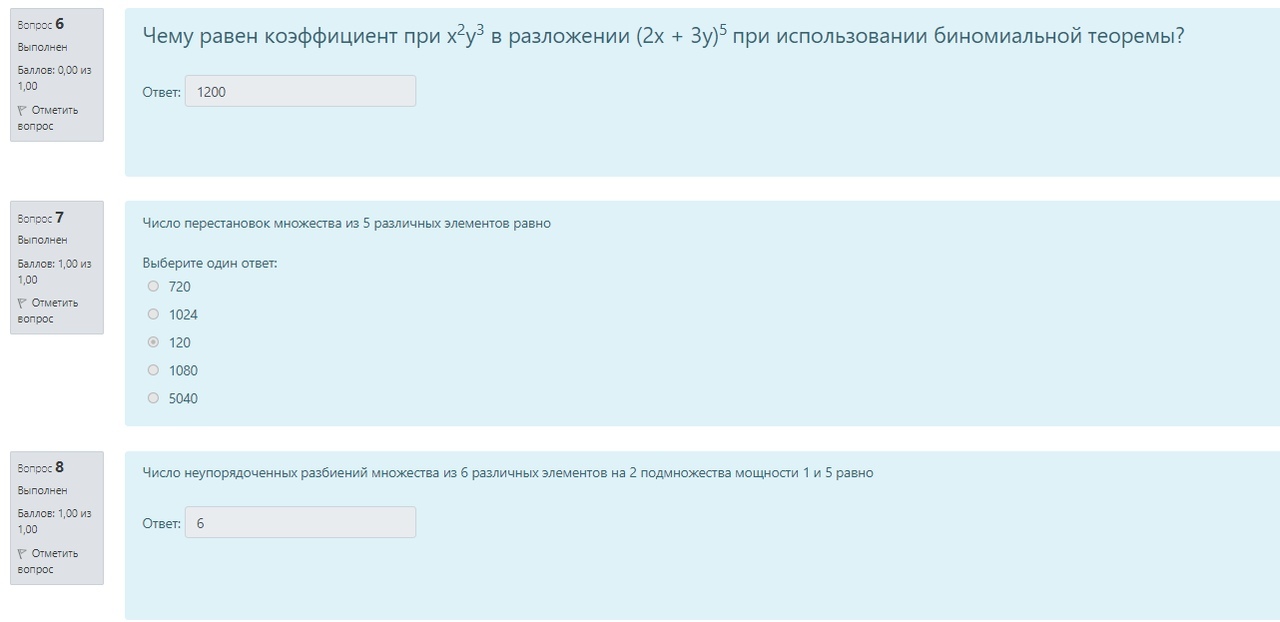 Вопрос 6
Выполнен
Баллов: 0,00 из
1,00
Отметить
вопрос
Чему равен коэффициент при x²y³ в разложении (2x + 3y)⁵ при использовании биномиальной теоремы?
Ответ: 1200
Вопрос 7
Выполнен
Баллов: 1,00 из
1,00
Отметить
вопрос
Число перестановок множества из 5 различных элементов равно
Выберите один ответ:
720
1024
120
1080
5040
Вопрос 8
Выполнен
Баллов: 1,00 из
1,00
Отметить
вопрос
Число неупорядоченных разбиений множества из 6 различных элементов на 2 подмножества мощности 1 и 5 равно
Ответ: 6